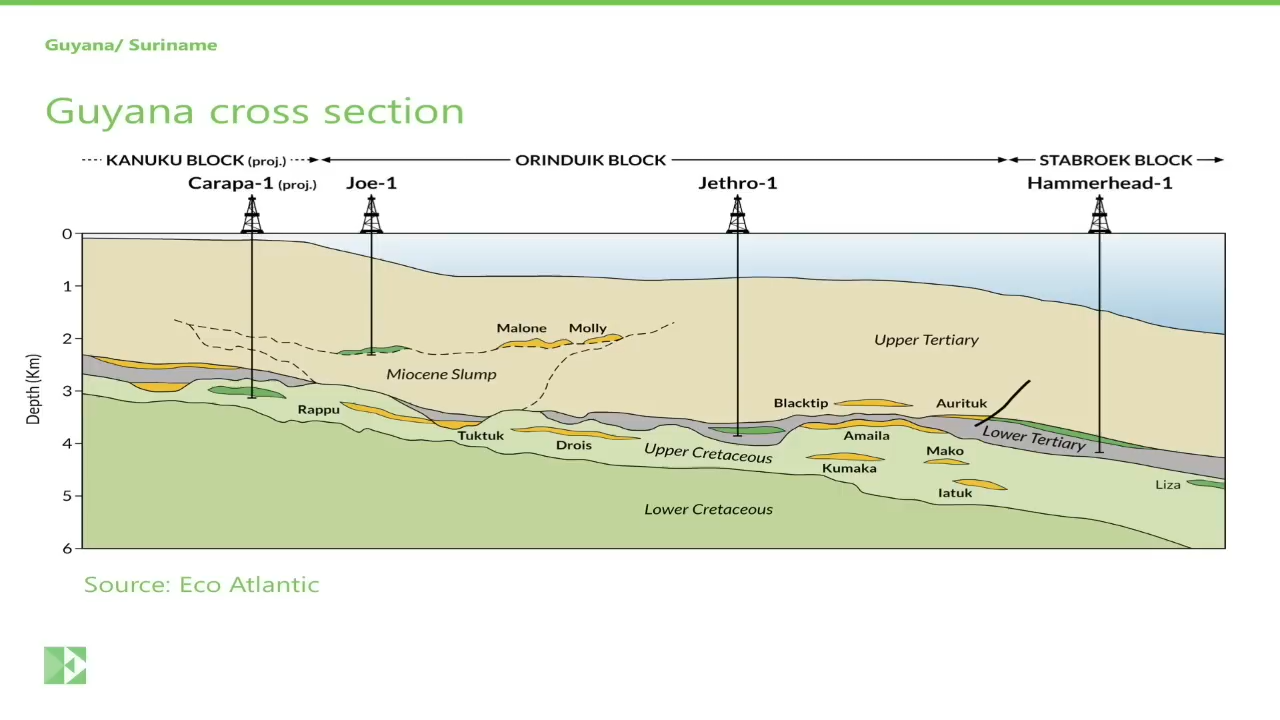 Guyana/ Suriname
Guyana cross section
KANUKU BLOCK (proj.)
ORINDUIK BLOCK
STABROEK BLOCK
Carapa-1 (proj.)
Joe-1
Jethro-1
Hammerhead-1
Depth (Km)
0
1
2
3
4
5
6
Malone
Molly
Upper Tertiary
Miocene Slump
Rappu
Blacktip
Aurituk
Tuktuk
Drois
Amaila
Lower Tertiary
Upper Cretaceous
Kumaka
Mako
Iatuk
Liza
Lower Cretaceous
Source: Eco Atlantic